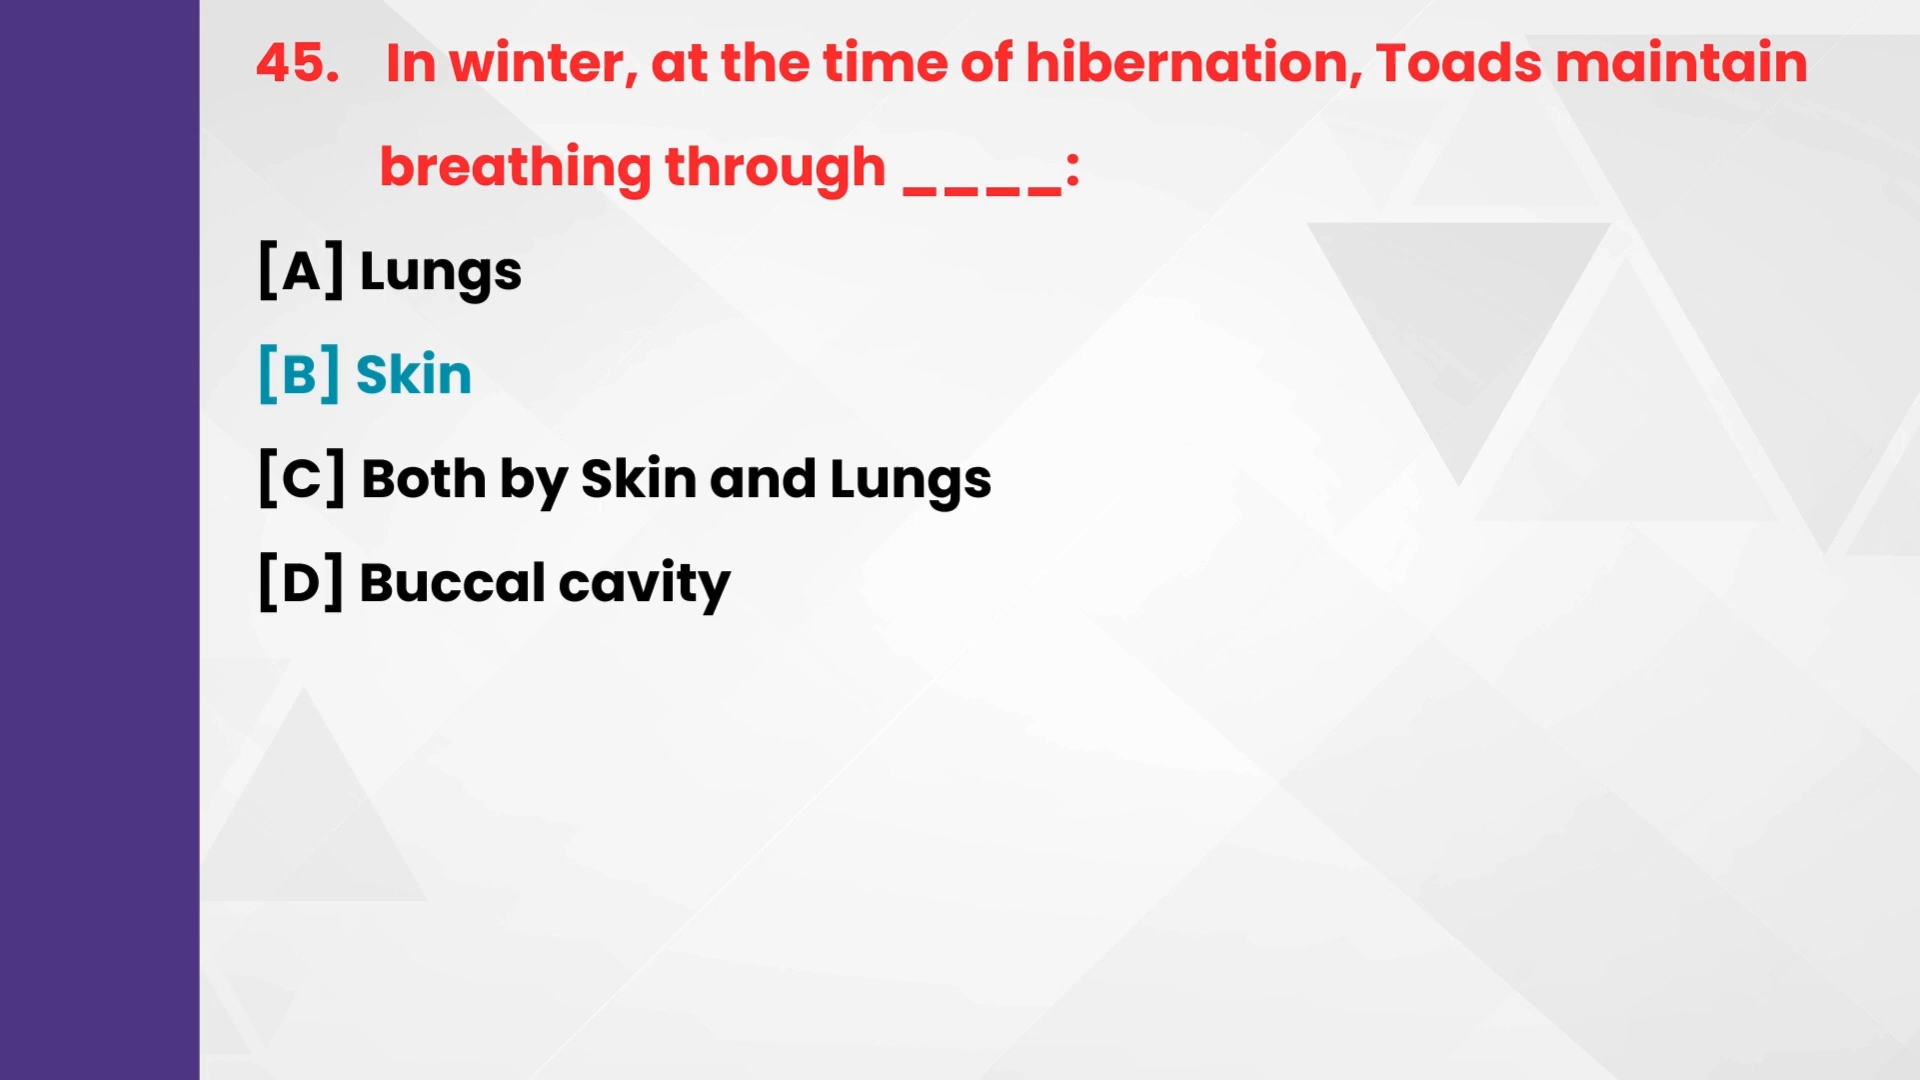 45. In winter, at the time of hibernation, Toads maintain
breathing through ____:
[A] Lungs
[B] Skin
[C] Both by Skin and Lungs
[D] Buccal cavity